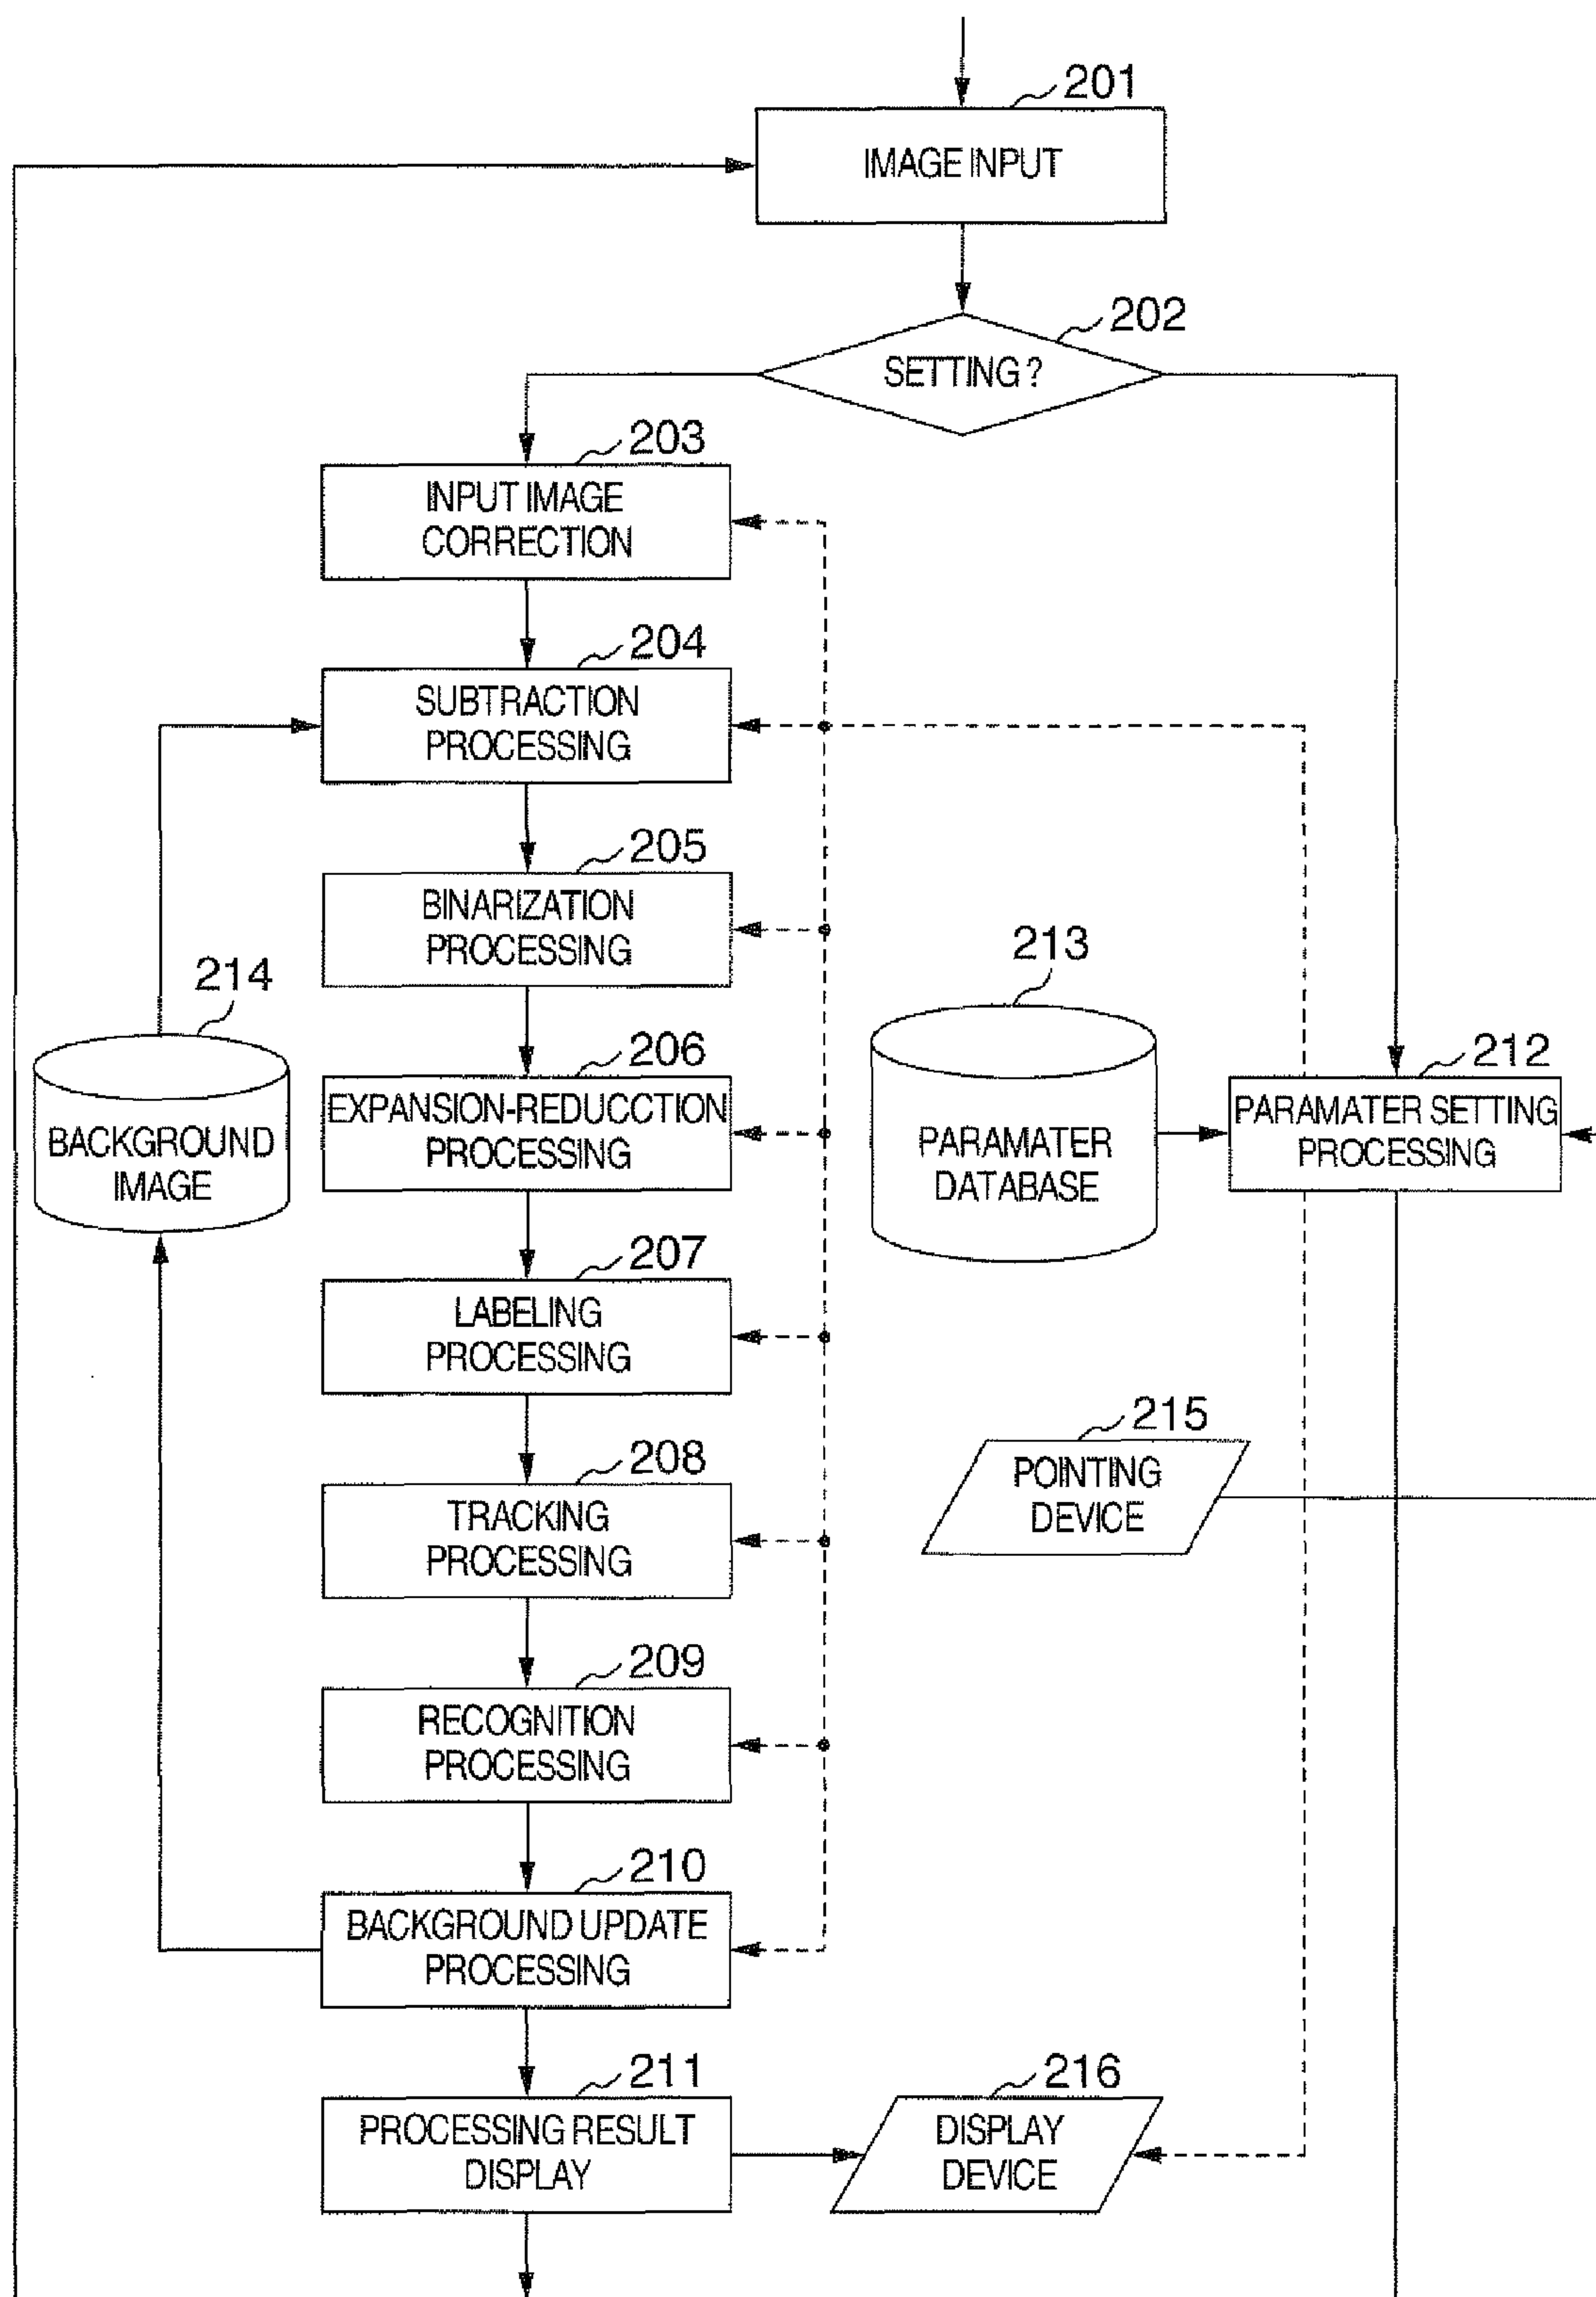 201
IMAGE INPUT
202
SETTING?
203
INPUT IMAGE
CORRECTION
204
SUBTRACTION
PROCESSING
205
BINARIZATION
PROCESSING
213
214
206
212
EXPANSION-REDUCCTION
PROCESSING
PARAMATER SETTING
PROCESSING
BACKGROUND
IMAGE
PARAMATER
DATABASE
207
LABELING
PROCESSING
215
POINTING
DEVICE
208
TRACKING
PROCESSING
209
RECOGNITION
PROCESSING
210
BACKGROUND UPDATE
PROCESSING
211
PROCESSING RESULT
DISPLAY
216
DISPLAY
DEVICE